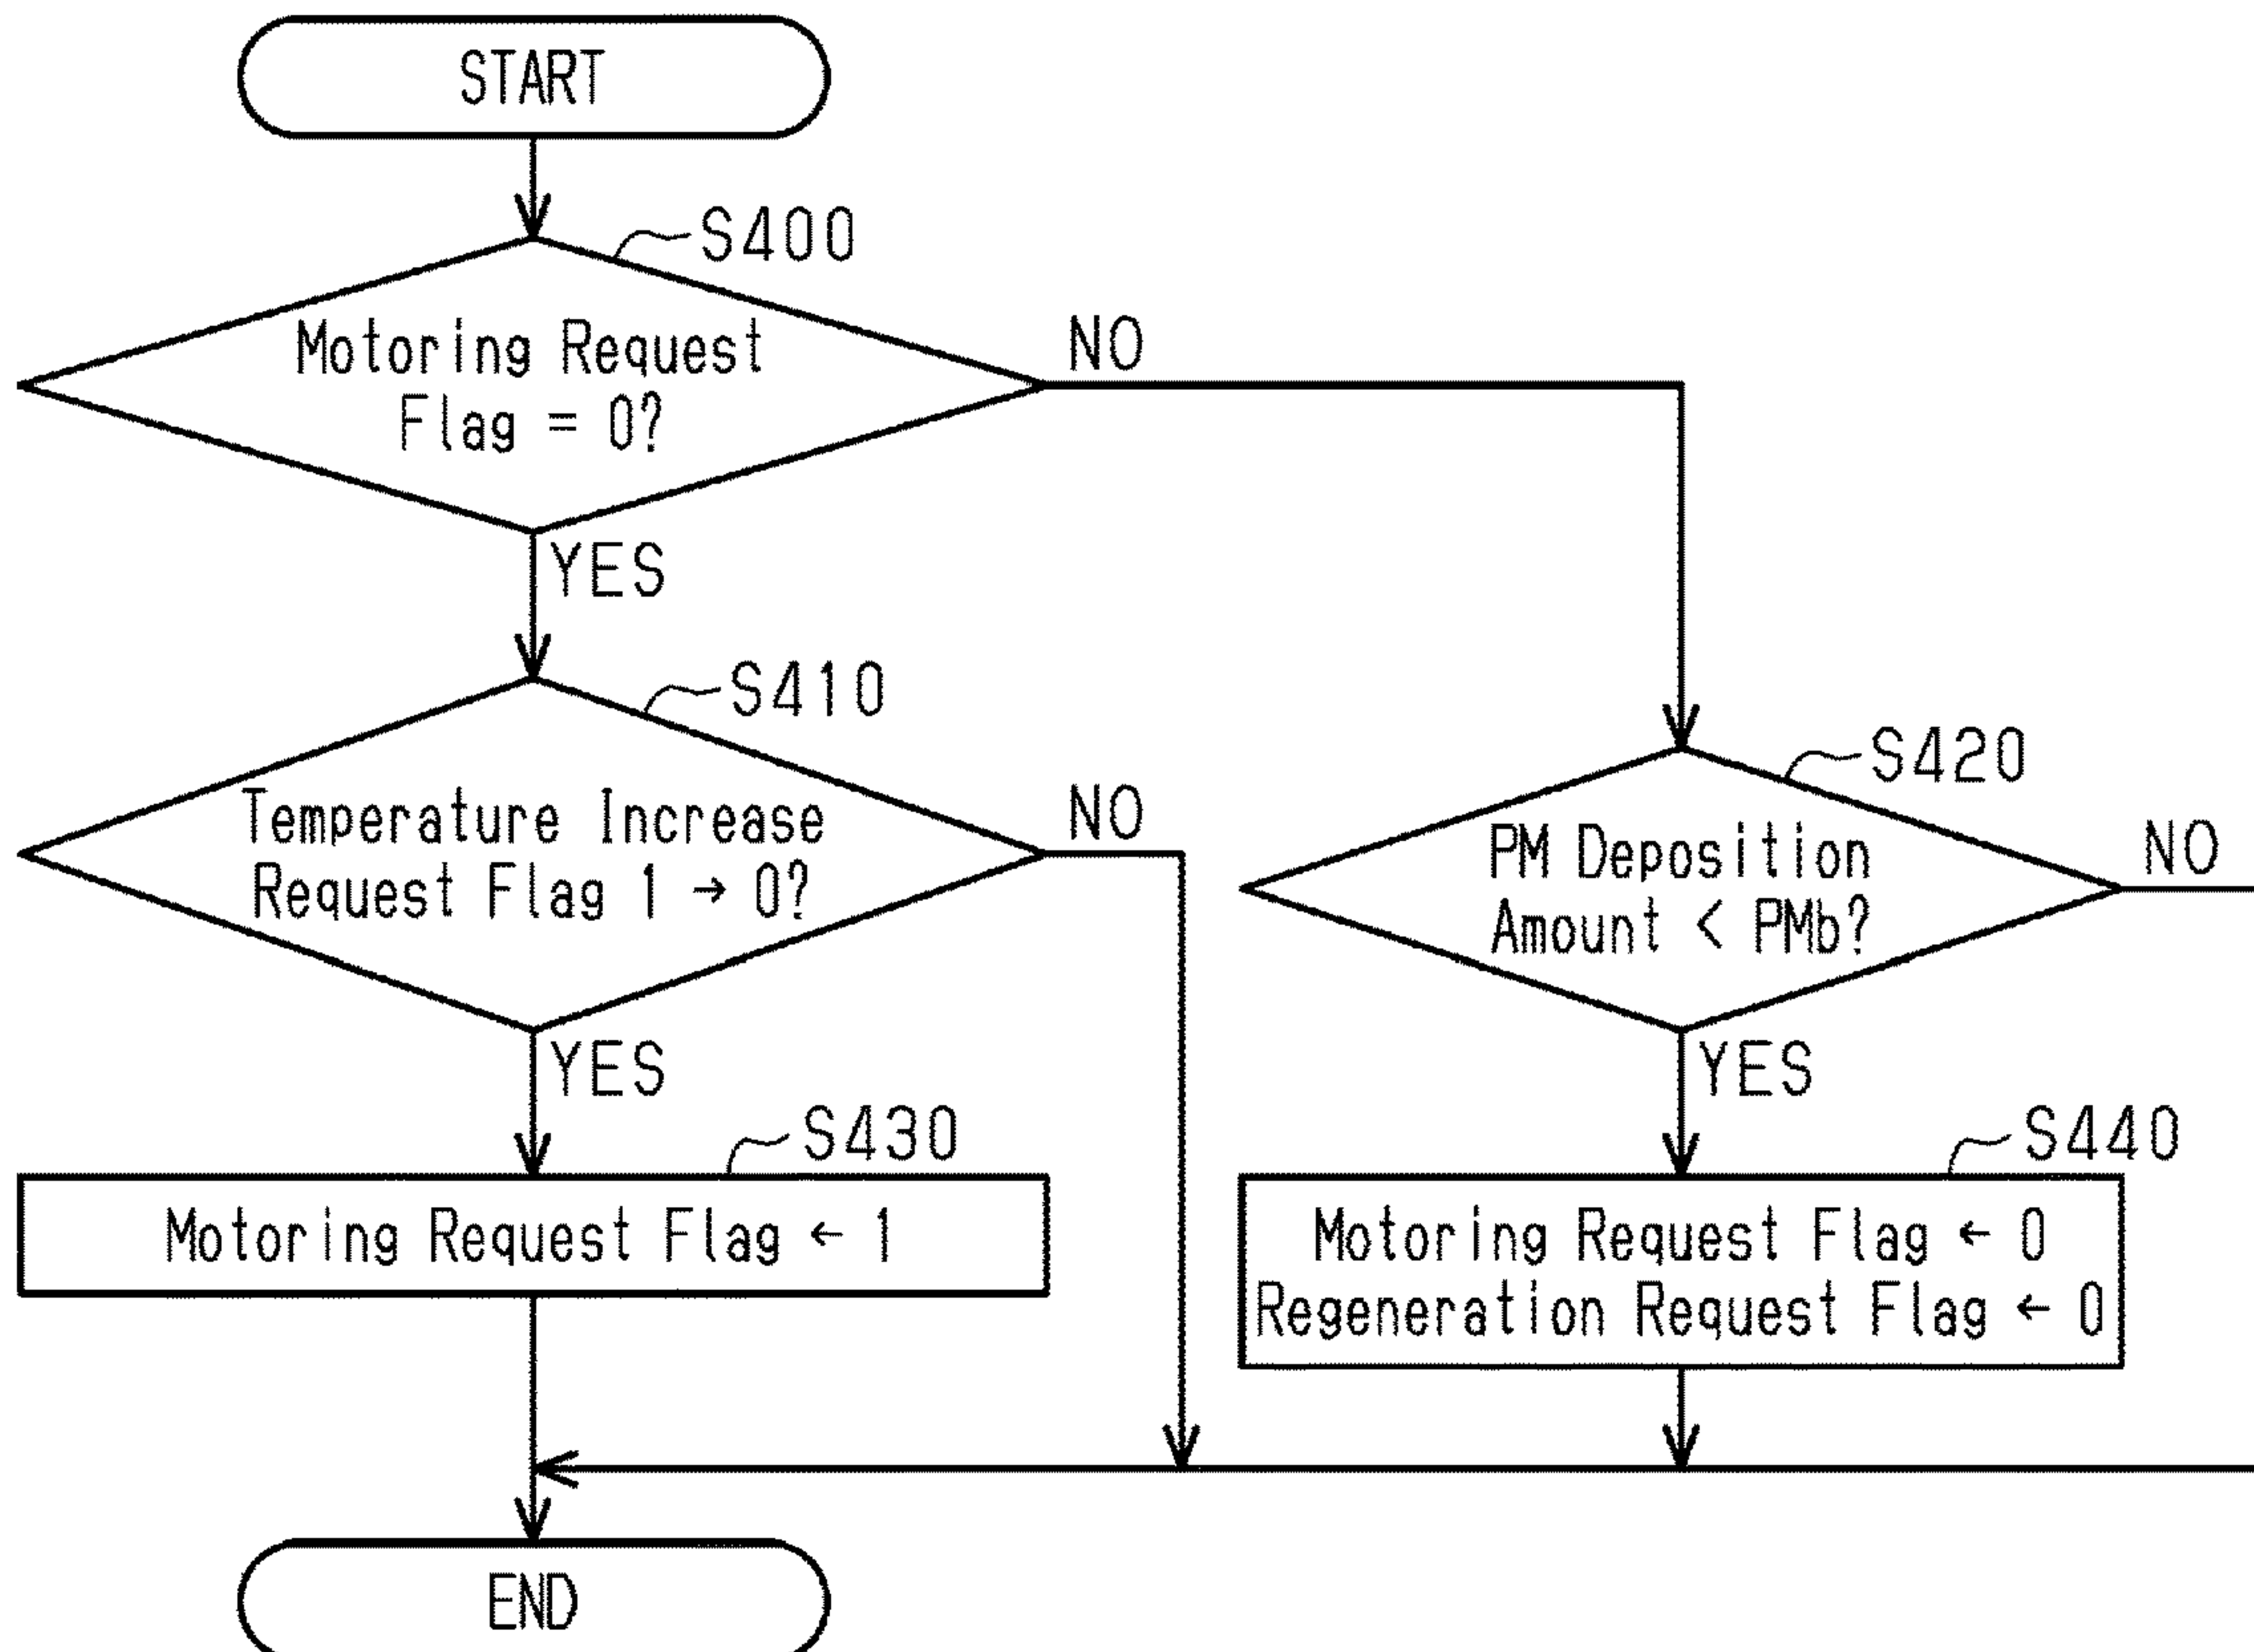 START
S400
Motoring Request
Flag = 0?
NO
YES
S410
Temperature Increase
Request Flag 1 → 0?
NO
YES
S420
PM Deposition
Amount < PMb?
NO
YES
S430
Motoring Request Flag ← 1
S440
Motoring Request Flag ← 0
Regeneration Request Flag ← 0
END